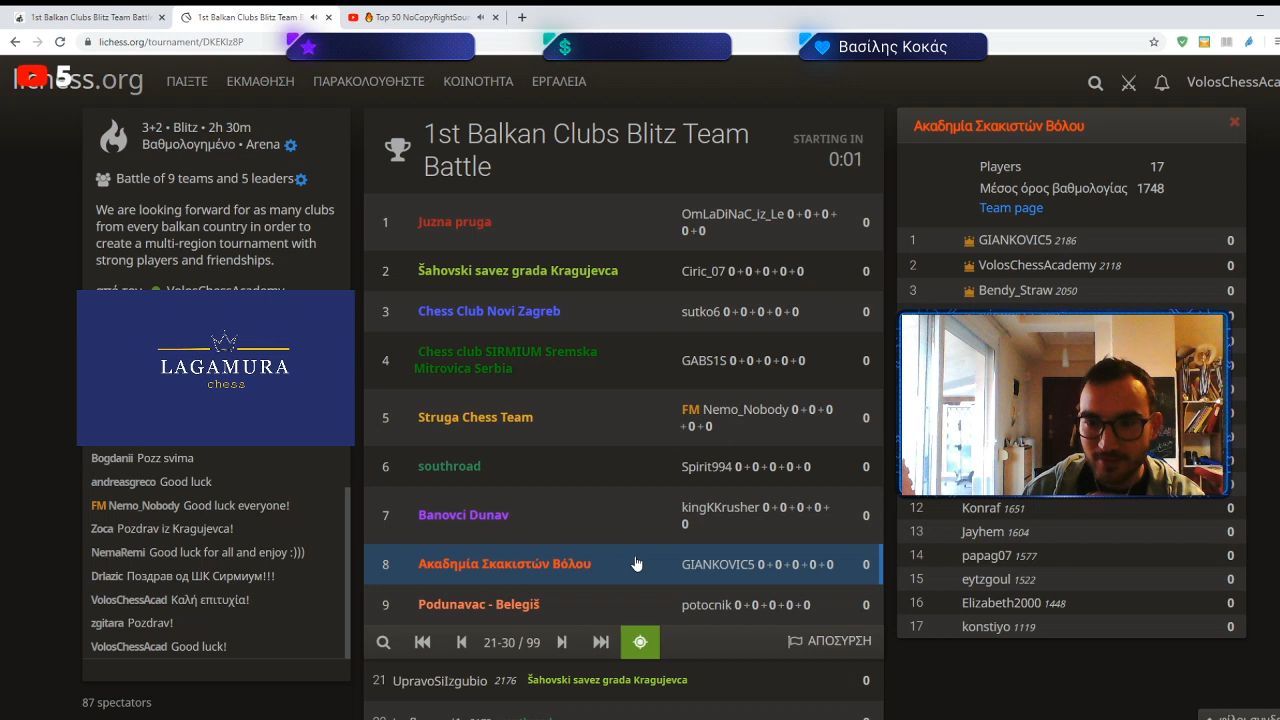 1st Balkan Clubs Blitz Team Battle
1st Balkan Clubs Blitz Team B
Top 50 NoCopyRightSour
lichess.org/tournament/DKEKIz8P
Βασίλης Κοκάς
5
lichess.org
ΠΑΙΞΤΕ
ΕΚΜΑΘΗΣΗ
ΠΑΡΑΚΟΛΟΥΘΗΣΤΕ
ΚΟΙΝΟΤΗΤΑ
ΕΡΓΑΛΕΙΑ
VolosChessAca
3+2 • Blitz • 2h 30m
Βαθμολογημένο • Arena
Battle of 9 teams and 5 leaders
We are looking forward for as many clubs
from every balkan country in order to
create a multi-region tournament with
strong players and friendships.
από τον VolosChessAcademy
LAGAMURA
chess
Bogdanii Pozz svima
andreasgreco Good luck
FM Nemo_Nobody Good luck everyone!
Zoca Pozdrav iz Kragujevca!
NemaRemi Good luck for all and enjoy :)))
Drlazic Поздрав од ШК Сирмиум!!!
VolosChessAcad Καλή επιτυχία!
zgitara Pozdrav!
VolosChessAcad Good luck!
87 spectators
1st Balkan Clubs Blitz Team
Battle
STARTING IN
0:01
1 Juzna pruga OmLaDiNaC_iz_Le 0+0+0+
+0+0 0
2 Šahovski savez grada Kragujevca Ciric_07 0+0+0+0+0 0
3 Chess Club Novi Zagreb sutko6 0+0+0+0+0 0
4 Chess club SIRMIUM Sremska
Mitrovica Serbia GABS1S 0+0+0+0+0 0
5 Struga Chess Team FM Nemo_Nobody 0+0+0
+0+0 0
6 southroad Spirit994 0+0+0+0+0 0
7 Banovci Dunav kingKKrusher 0+0+0+0+
0 0
8 Ακαδημία Σκακιστών Βόλου GIANKOVIC5 0+0+0+0+0 0
9 Podunavac - Belegiš potocnik 0+0+0+0+0 0
21-30 / 99
ΑΠΟΣΥΡΣΗ
21 UpravoSiIzgubio 2176 Šahovski savez grada Kragujevca 0
Ακαδημία Σκακιστών Βόλου
Players 17
Μέσος όρος βαθμολογίας 1748
Team page
1 GIANKOVIC5 2186 0
2 VolosChessAcademy 2118 0
3 Bendy_Straw 2050 0
12 Konraf 1651 0
13 Jayhem 1604 0
14 papag07 1577 0
15 eytzgoul 1522 0
16 Elizabeth2000 1448 0
17 konstiyo 1119 0